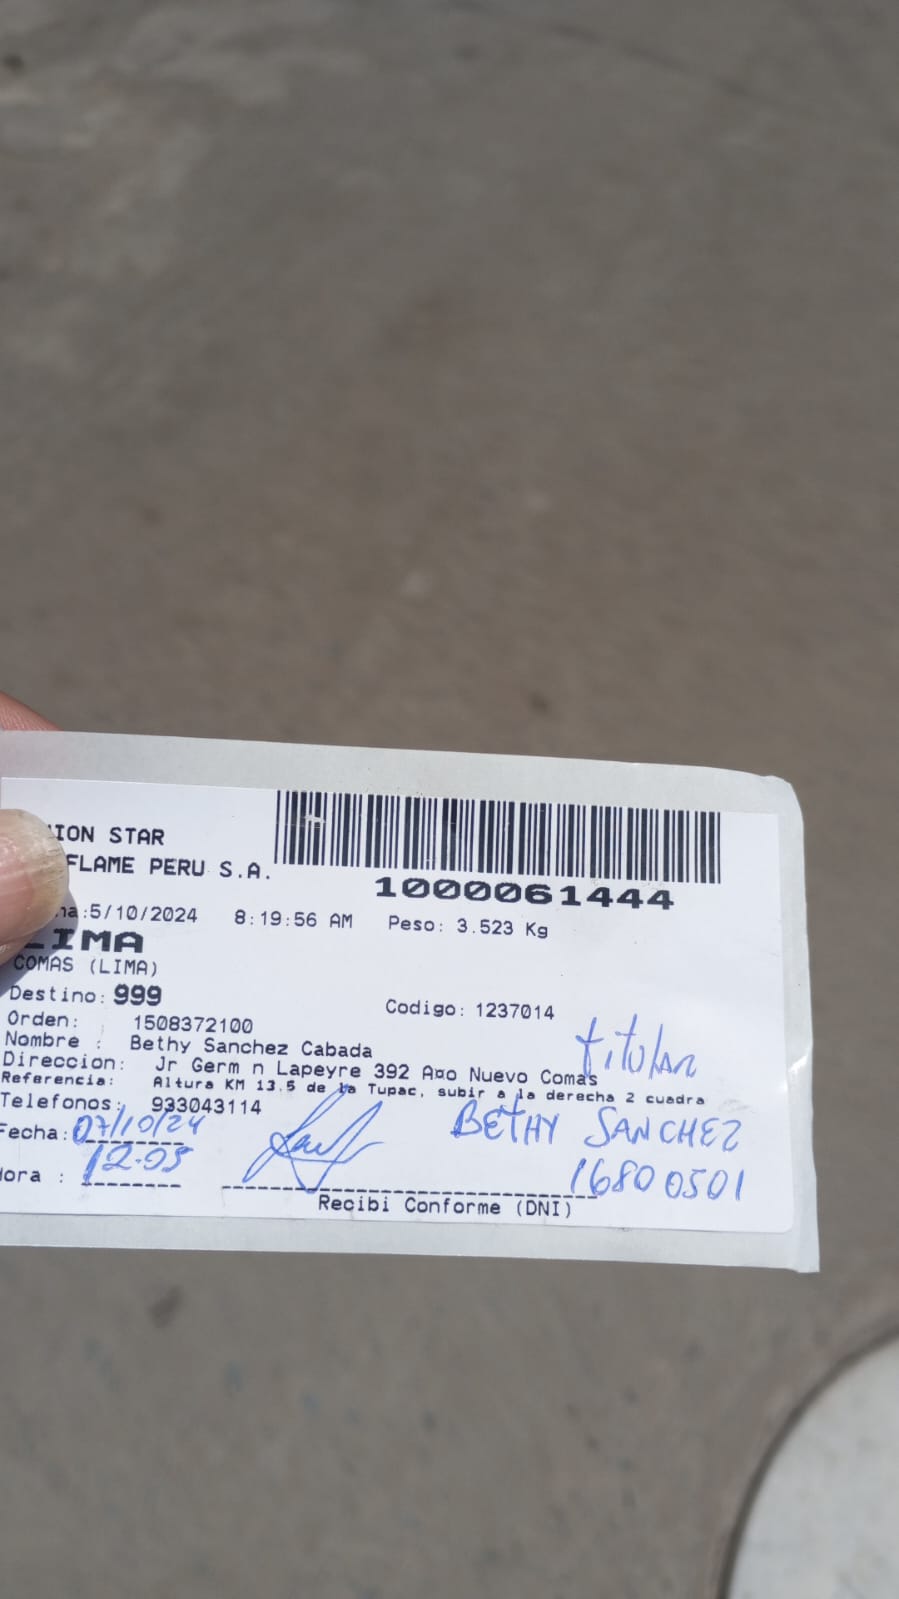 ION STAR
FLAME PERU S.A.
1000061444
ha:5/10/2024 8:19:56 AM Peso: 3.523 Kg
LIMA
COMAS (LIMA)
Destino: 999
Codigo: 1237014
Orden: 1508372100
Nombre : Bethy Sanchez Cabada
titular
Direccion: Jr Germ n Lapeyre 392 A¤o Nuevo Comas
Referencia: Altura KM 13.5 de la Tupac, subir a la derecha 2 cuadra
Telefonos: 933043114
BETHY SANCHEZ
Fecha: 07/10/24
16800501
Hora : 12:05
Recibi Conforme (DNI)